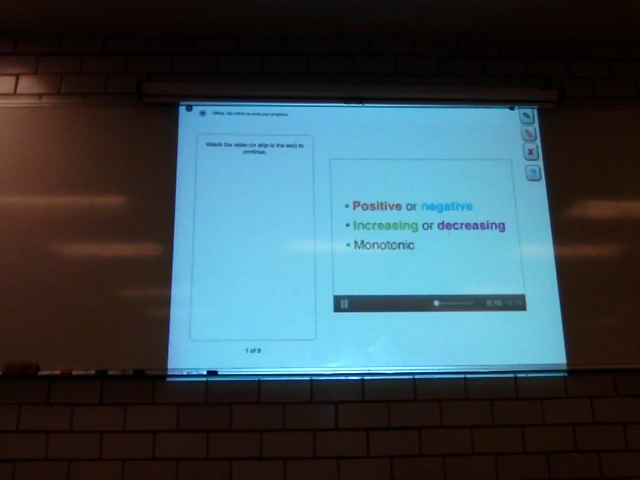 Watch the video (or skip to the end) to
continue.
• Positive or negative
• Increasing or decreasing
• Monotonic
1 of 8